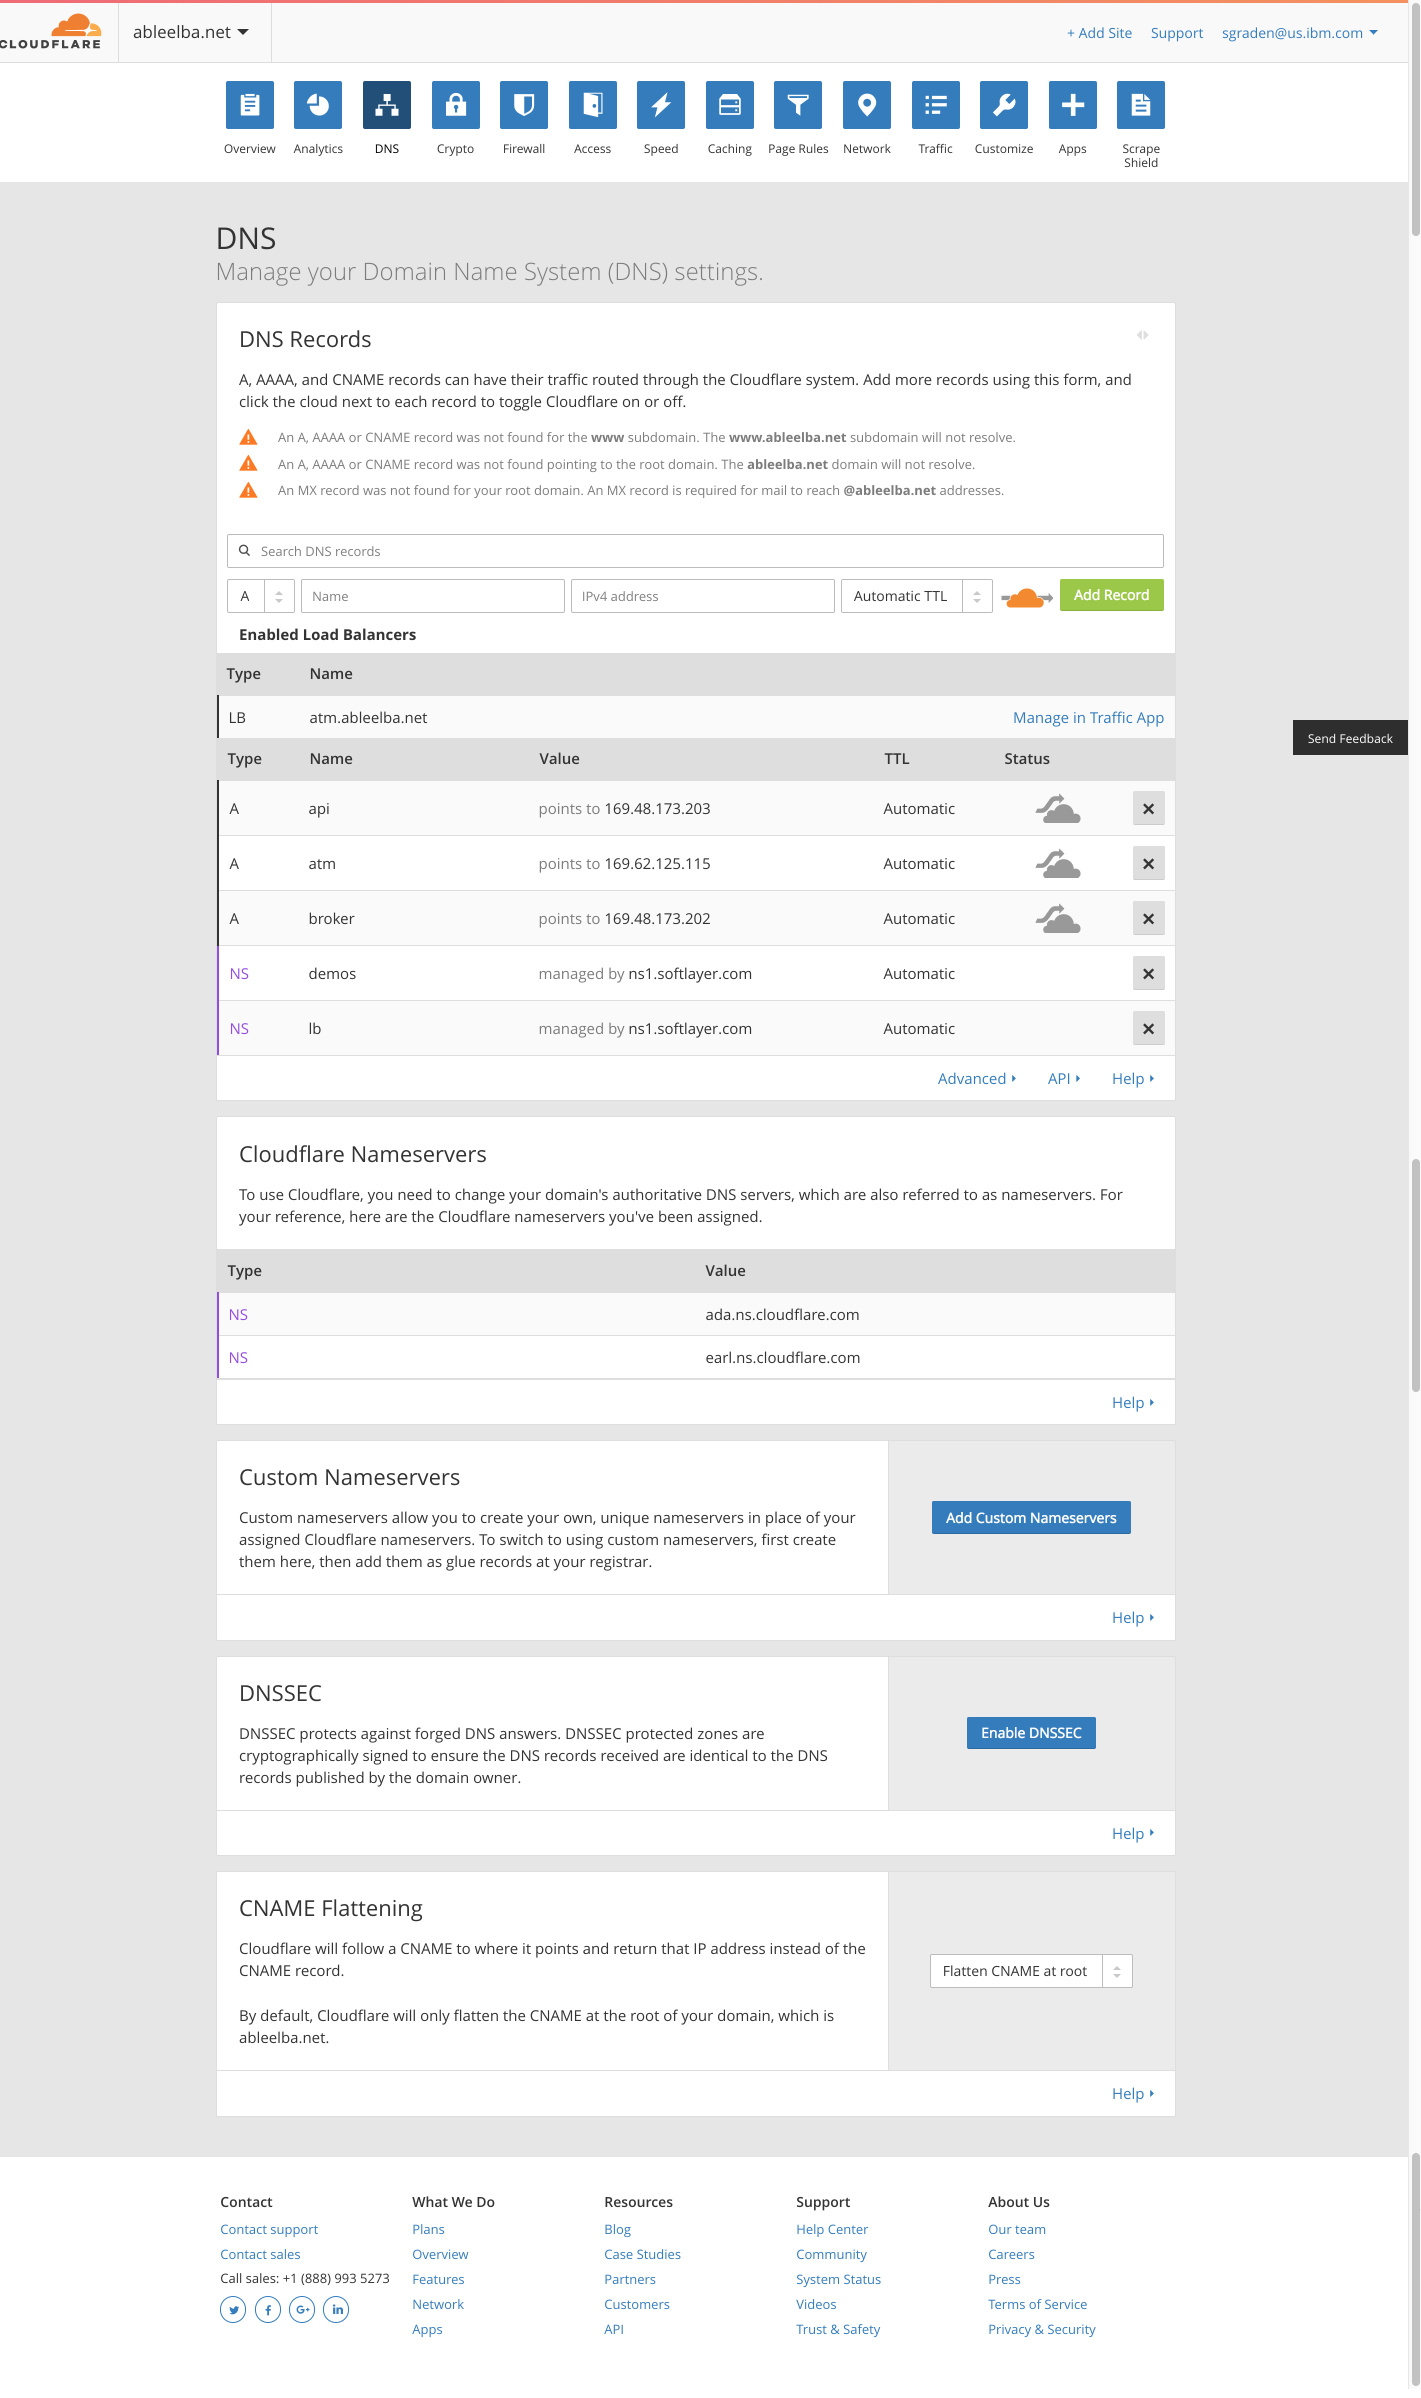 CLOUDFLARE
ableelba.net
+ Add Site Support sgraden@us.ibm.com
Overview Analytics DNS Crypto Firewall Access Speed Caching Page Rules Network Traffic Customize Apps Scrape Shield
DNS
Manage your Domain Name System (DNS) settings.
DNS Records
A, AAAA, and CNAME records can have their traffic routed through the Cloudflare system. Add more records using this form, and
click the cloud next to each record to toggle Cloudflare on or off.
An A, AAAA or CNAME record was not found for the www subdomain. The www.ableelba.net subdomain will not resolve.
An A, AAAA or CNAME record was not found pointing to the root domain. The ableelba.net domain will not resolve.
An MX record was not found for your root domain. An MX record is required for mail to reach @ableelba.net addresses.
Search DNS records
A Name IPv4 address Automatic TTL Add Record
Enabled Load Balancers
Type Name
LB atm.ableelba.net Manage in Traffic App
Send Feedback
Type Name Value TTL Status
A api points to 169.48.173.203 Automatic
A atm points to 169.62.125.115 Automatic
A broker points to 169.48.173.202 Automatic
NS demos managed by ns1.softlayer.com Automatic
NS lb managed by ns1.softlayer.com Automatic
Advanced API Help
Cloudflare Nameservers
To use Cloudflare, you need to change your domain's authoritative DNS servers, which are also referred to as nameservers. For
your reference, here are the Cloudflare nameservers you've been assigned.
Type Value
NS ada.ns.cloudflare.com
NS earl.ns.cloudflare.com
Help
Custom Nameservers
Custom nameservers allow you to create your own, unique nameservers in place of your
assigned Cloudflare nameservers. To switch to using custom nameservers, first create
them here, then add them as glue records at your registrar.
Add Custom Nameservers
Help
DNSSEC
DNSSEC protects against forged DNS answers. DNSSEC protected zones are
cryptographically signed to ensure the DNS records received are identical to the DNS
records published by the domain owner.
Enable DNSSEC
Help
CNAME Flattening
Cloudflare will follow a CNAME to where it points and return that IP address instead of the
CNAME record.
By default, Cloudflare will only flatten the CNAME at the root of your domain, which is
ableelba.net.
Flatten CNAME at root
Help
Contact
Contact support
Contact sales
Call sales: +1 (888) 993 5273
What We Do
Plans
Overview
Features
Network
Apps
Resources
Blog
Case Studies
Partners
Customers
API
Support
Help Center
Community
System Status
Videos
Trust & Safety
About Us
Our team
Careers
Press
Terms of Service
Privacy & Security